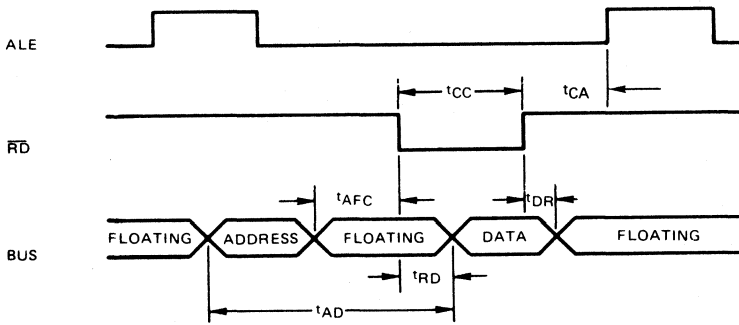 ALE
tCC
tCA
RD
tAFC
tDR
FLOATING ADDRESS FLOATING DATA FLOATING
BUS
tRD
tAD